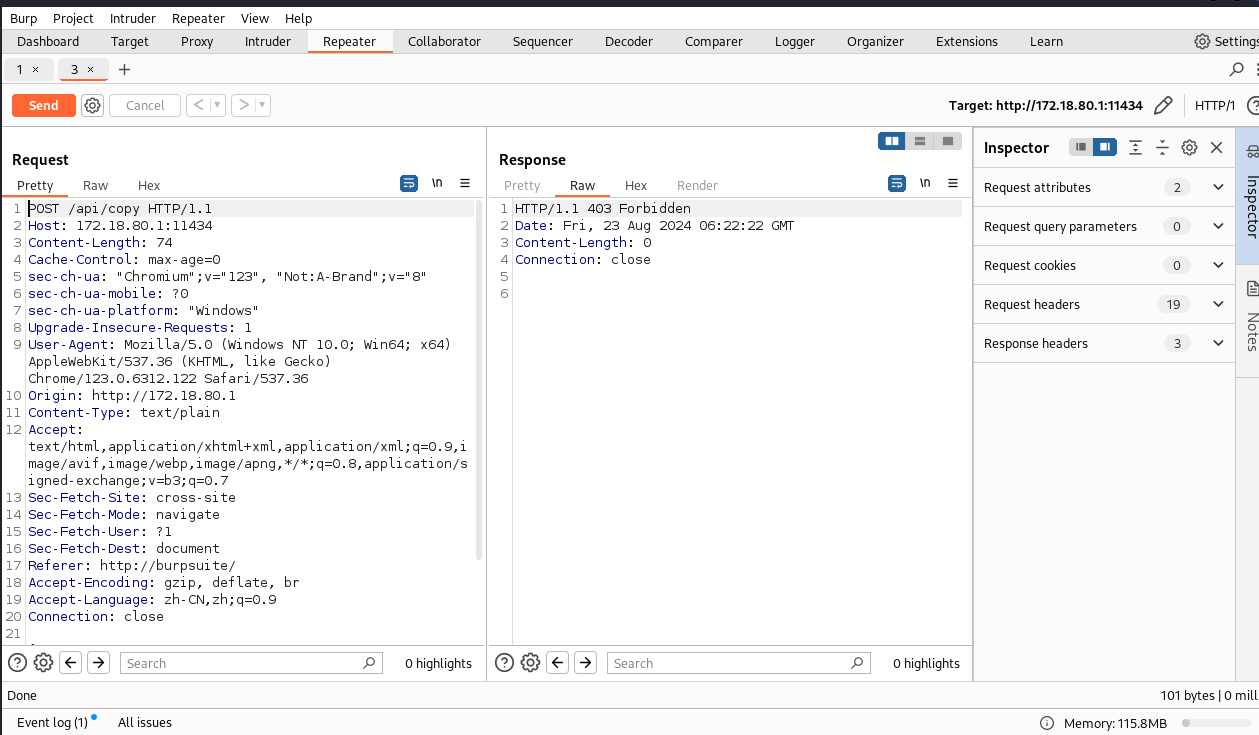 Burp Project Intruder Repeater View Help
Dashboard Target Proxy Intruder Repeater Collaborator Sequencer Decoder Comparer Logger Organizer Extensions Learn Settings
1 × 3 × +
Send Cancel < > Target: http://172.18.80.1:11434 HTTP/1
Request
Pretty Raw Hex \n
1 POST /api/copy HTTP/1.1
2 Host: 172.18.80.1:11434
3 Content-Length: 74
4 Cache-Control: max-age=0
5 sec-ch-ua: "Chromium";v="123", "Not:A-Brand";v="8"
6 sec-ch-ua-mobile: ?0
7 sec-ch-ua-platform: "Windows"
8 Upgrade-Insecure-Requests: 1
9 User-Agent: Mozilla/5.0 (Windows NT 10.0; Win64; x64)
AppleWebKit/537.36 (KHTML, like Gecko)
Chrome/123.0.6312.122 Safari/537.36
10 Origin: http://172.18.80.1
11 Content-Type: text/plain
12 Accept:
text/html,application/xhtml+xml,application/xml;q=0.9,i
mage/avif,image/webp,image/apng,*/*;q=0.8,application/s
igned-exchange;v=b3;q=0.7
13 Sec-Fetch-Site: cross-site
14 Sec-Fetch-Mode: navigate
15 Sec-Fetch-User: ?1
16 Sec-Fetch-Dest: document
17 Referer: http://burpsuite/
18 Accept-Encoding: gzip, deflate, br
19 Accept-Language: zh-CN,zh;q=0.9
20 Connection: close
21
Search 0 highlights
Response
Pretty Raw Hex Render \n
1 HTTP/1.1 403 Forbidden
2 Date: Fri, 23 Aug 2024 06:22:22 GMT
3 Content-Length: 0
4 Connection: close
5
6
Search 0 highlights
Inspector
Request attributes 2
Request query parameters 0
Request cookies 0
Request headers 19
Response headers 3
Inspector
Notes
Done 101 bytes | 0 mill
Event log (1) All issues Memory: 115.8MB